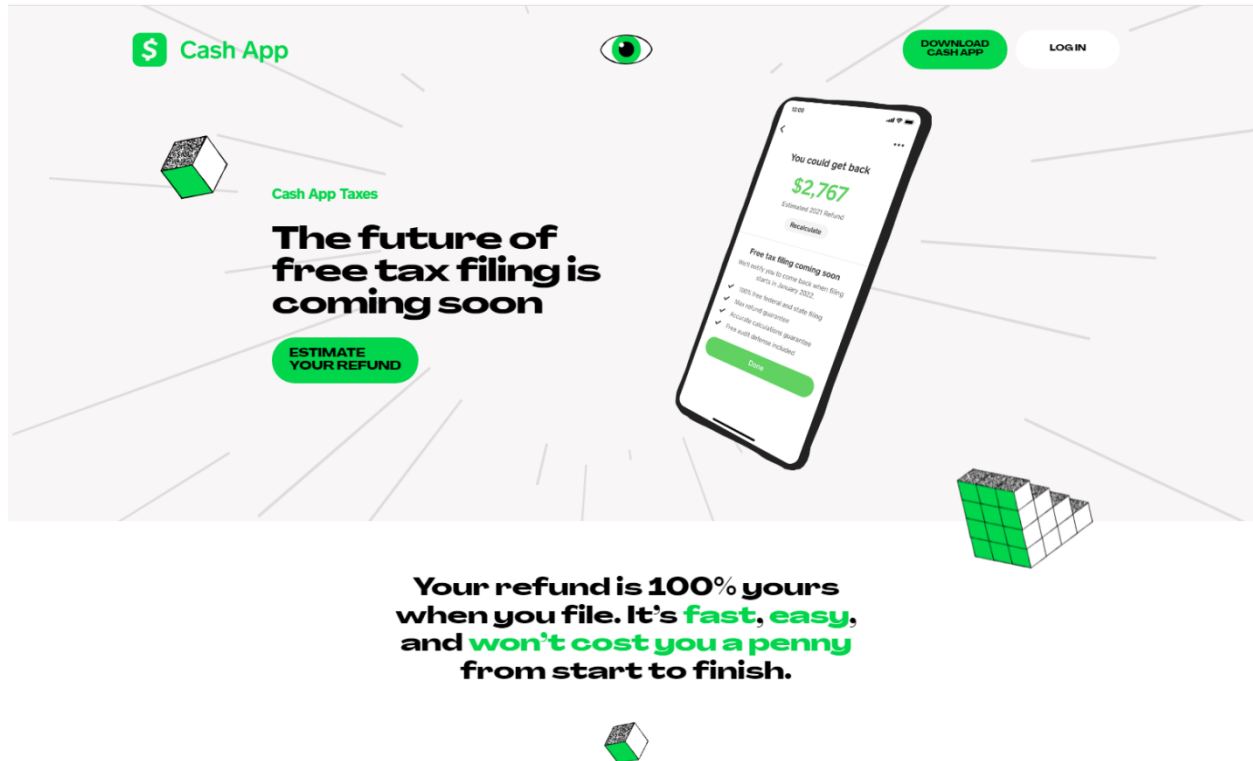 Cash App
DOWNLOAD
CASH APP
LOG IN
Cash App Taxes
The future of
free tax filing is
coming soon
ESTIMATE
YOUR REFUND
12:00
You could get back
$2,767
Estimated 2021 Refund
Recalculate
Free tax filing coming soon
We'll notify you to come back when filing
starts in January 2022.
100% free federal and state filing
Max refund guarantee
Accurate calculations guarantee
Free audit defense included
Done
Your refund is 100% yours
when you file. It’s fast, easy,
and won’t cost you a penny
from start to finish.